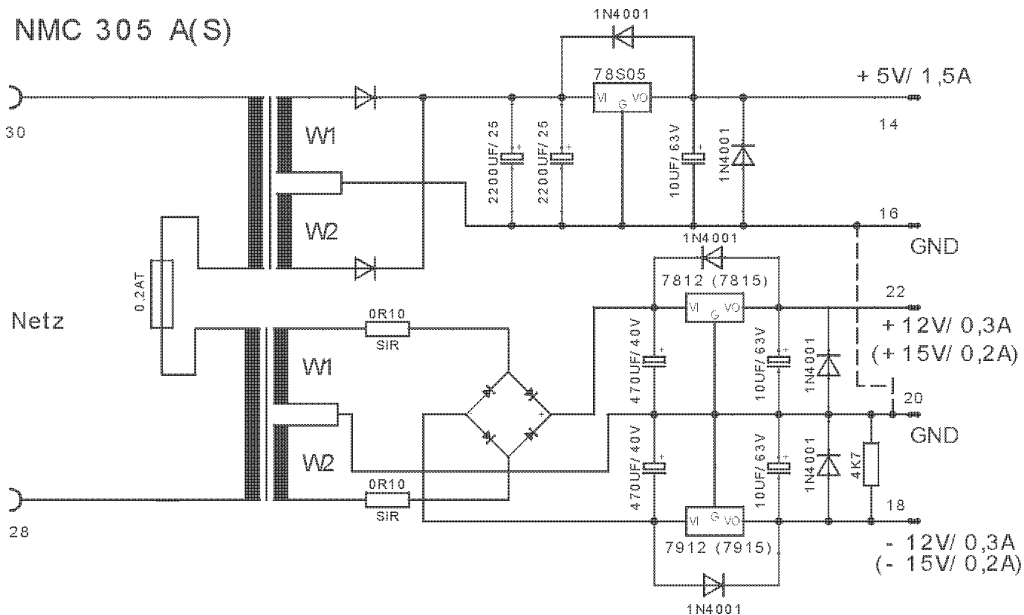 NMC 305 A(S)
1N4001
78S05
VI
VO
G
+ 5V/ 1,5A
30
14
W1
2200UF/ 25
+
2200UF/ 25
+
10UF/ 63V
+
1N4001
W2
16
GND
1N4001
0,2AT
7812 (7815)
22
VI
VO
G
+ 12V/ 0,3A
(+ 15V/ 0,2A)
Netz
0R10
SIR
W1
470UF/ 40V
+
10UF/ 63V
+
1N4001
20
GND
+
W2
470UF/ 40V
+
10UF/ 63V
+
1N4001
4K7
0R10
SIR
28
VI
VO
G
18
7912 (7915)
- 12V/ 0,3A
(- 15V/ 0,2A)
1N4001